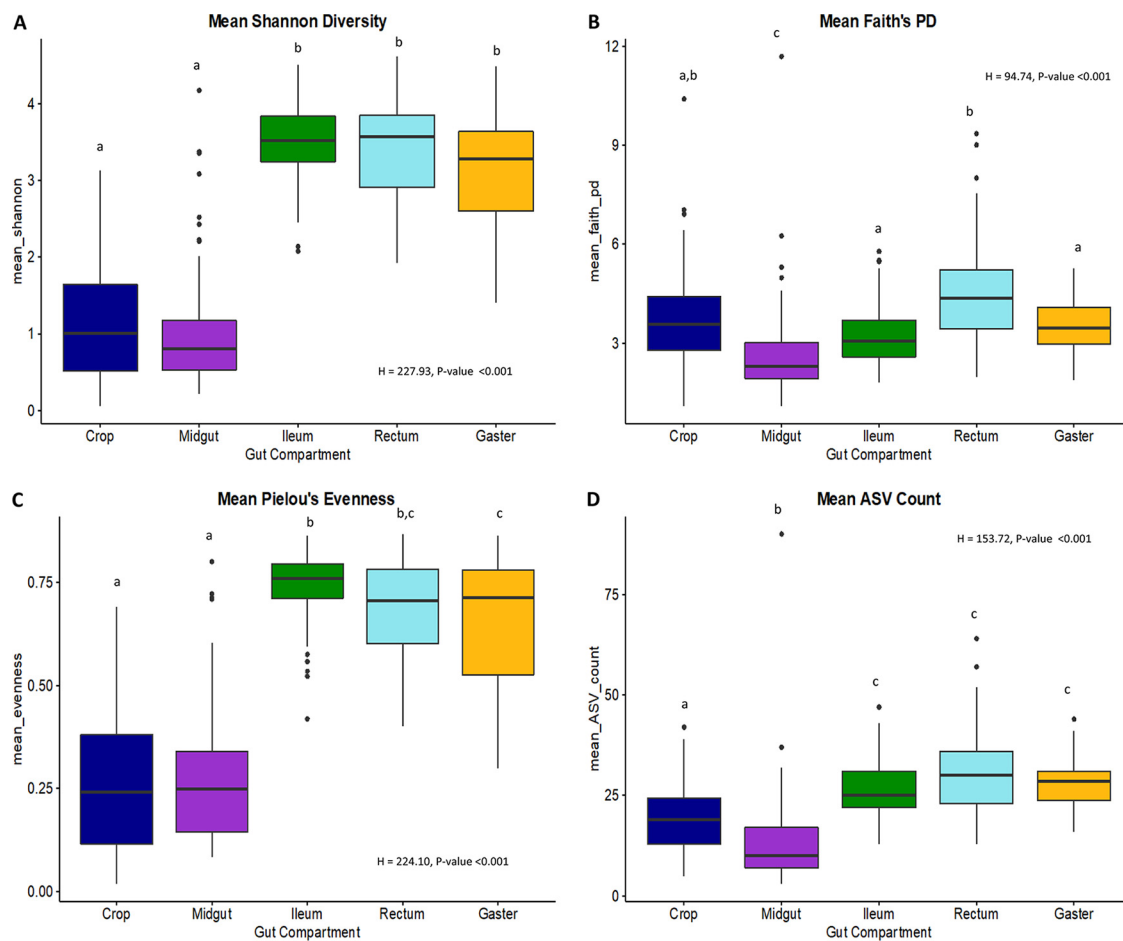 A
Mean Shannon Diversity
mean_shannon
4
3
2
1
0
a
a
b
b
b
H = 227.93, P-value <0.001
Crop Midgut Ileum Rectum Gaster
Gut Compartment
B
Mean Faith's PD
mean_faith_pd
12
9
6
3
a,b
c
a
b
a
H = 94.74, P-value <0.001
Crop Midgut Ileum Rectum Gaster
Gut Compartment
C
Mean Pielou's Evenness
mean_evenness
0.75
0.50
0.25
0.00
a
a
b
b,c
c
H = 224.10, P-value <0.001
Crop Midgut Ileum Rectum Gaster
Gut Compartment
D
Mean ASV Count
mean_ASV_count
75
50
25
0
a
b
c
c
c
H = 153.72, P-value <0.001
Crop Midgut Ileum Rectum Gaster
Gut Compartment